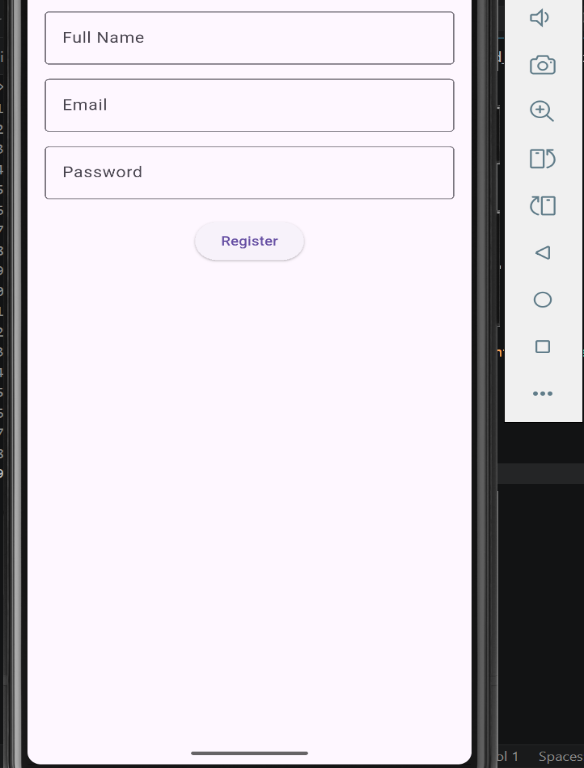 Full Name
Email
Password
Register
ol 1 Spaces